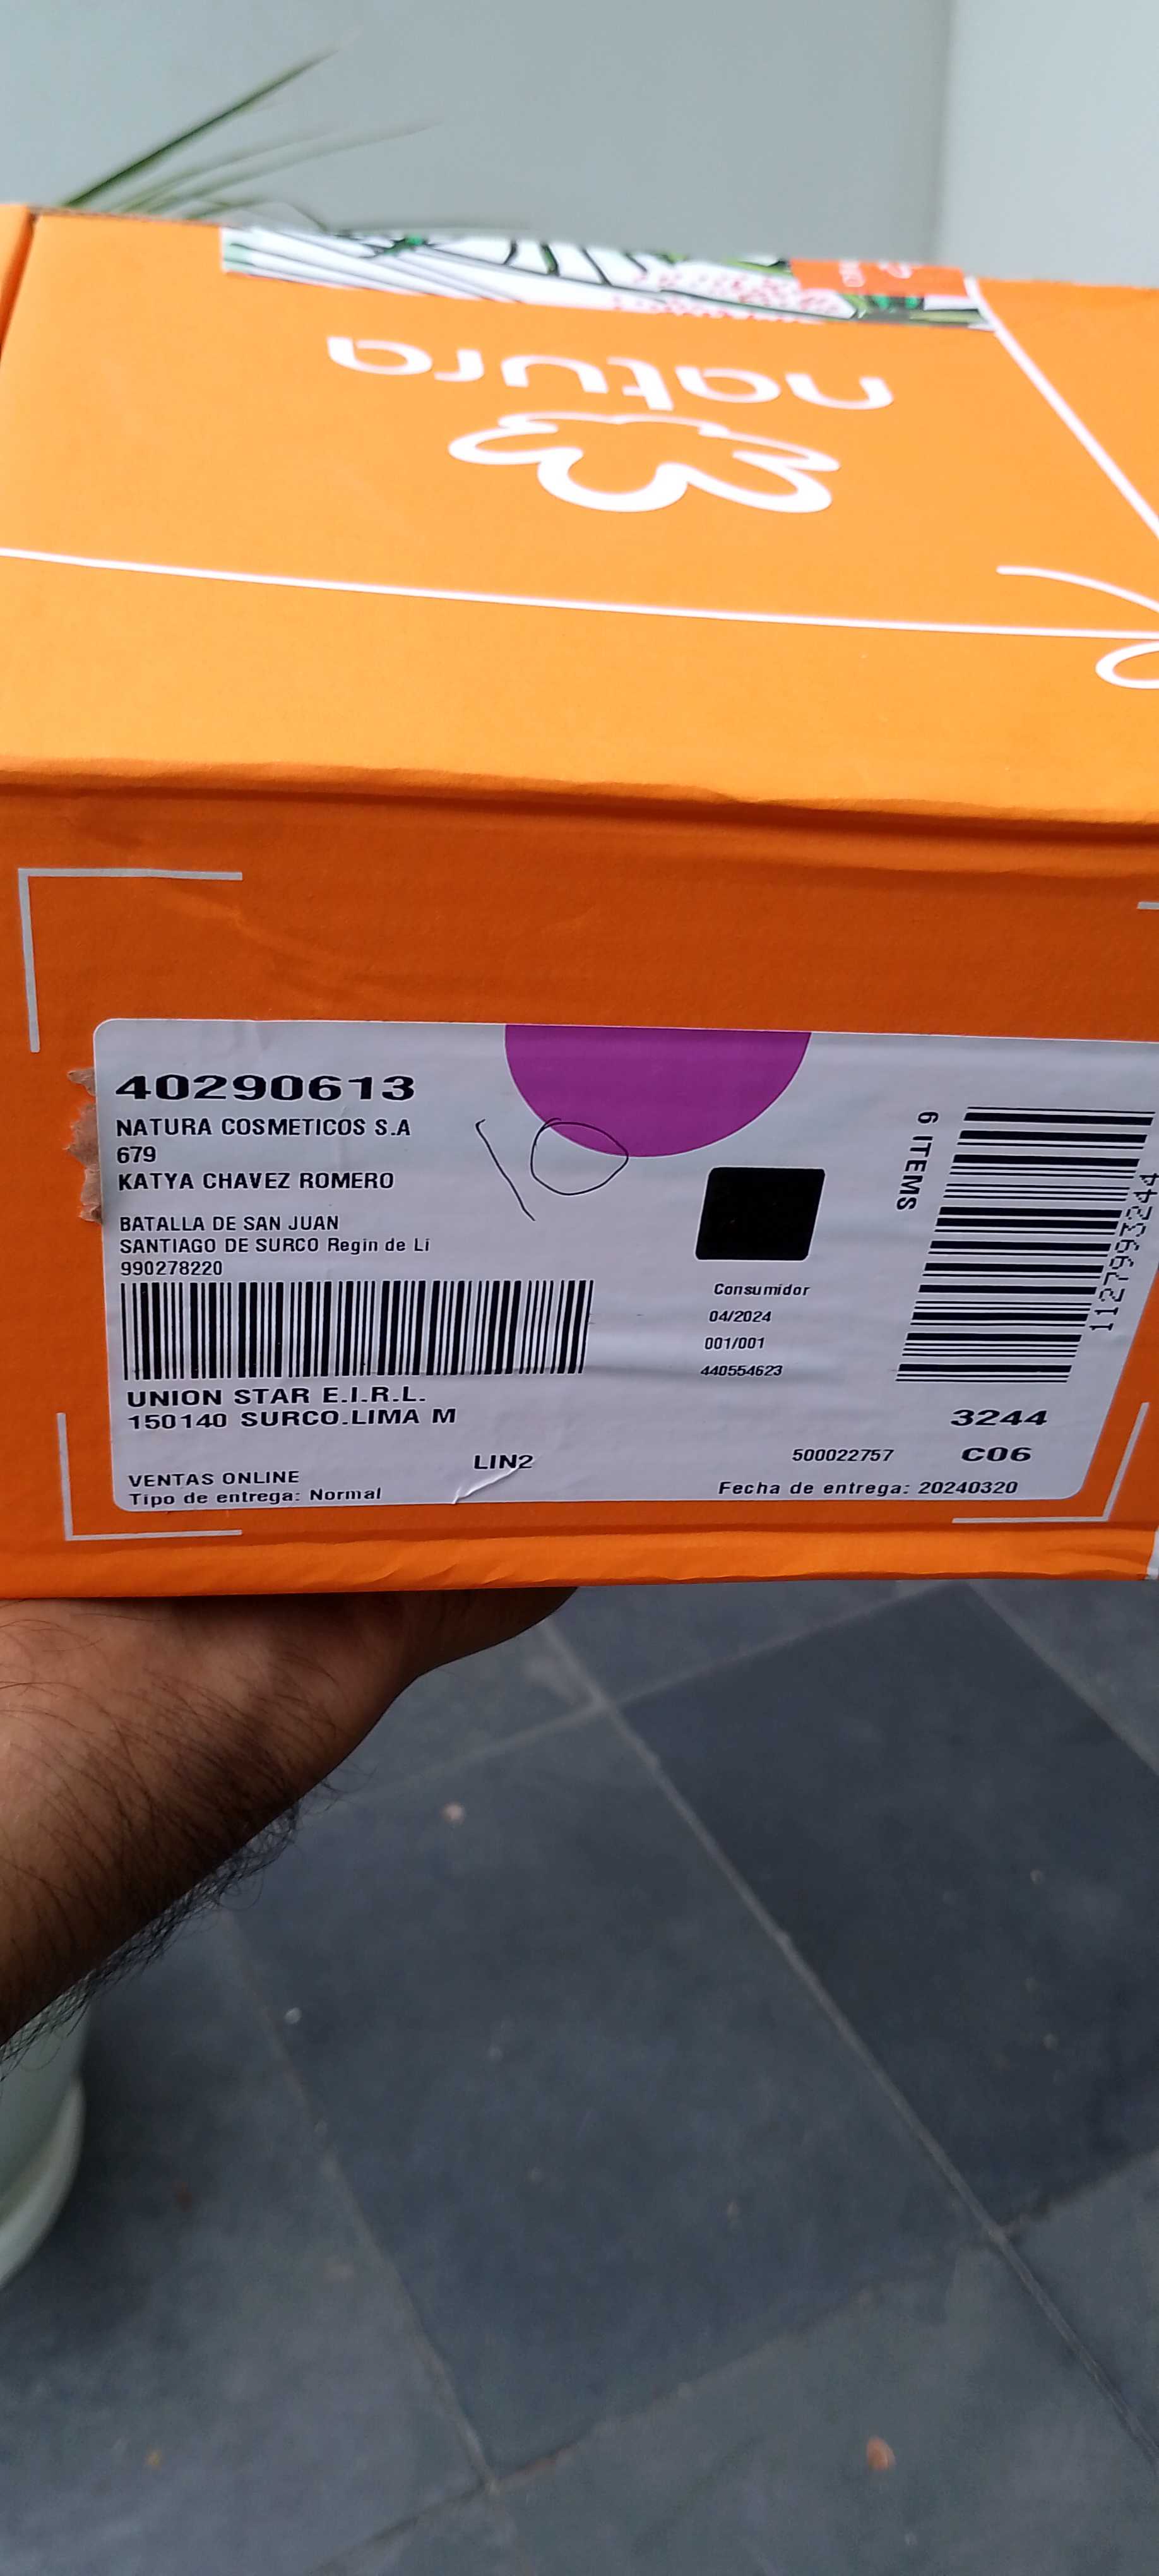 natura
40290613
NATURA COSMETICOS S.A
679
KATYA CHAVEZ ROMERO
BATALLA DE SAN JUAN
SANTIAGO DE SURCO Regin de Li
990278220
UNION STAR E.I.R.L.
150140 SURCO.LIMA M
LIN2
VENTAS ONLINE
Tipo de entrega: Normal
10
Consumidor
04/2024
001/001
440554623
6 ITEMS
1127993244
3244
500022757 C06
Fecha de entrega: 20240320